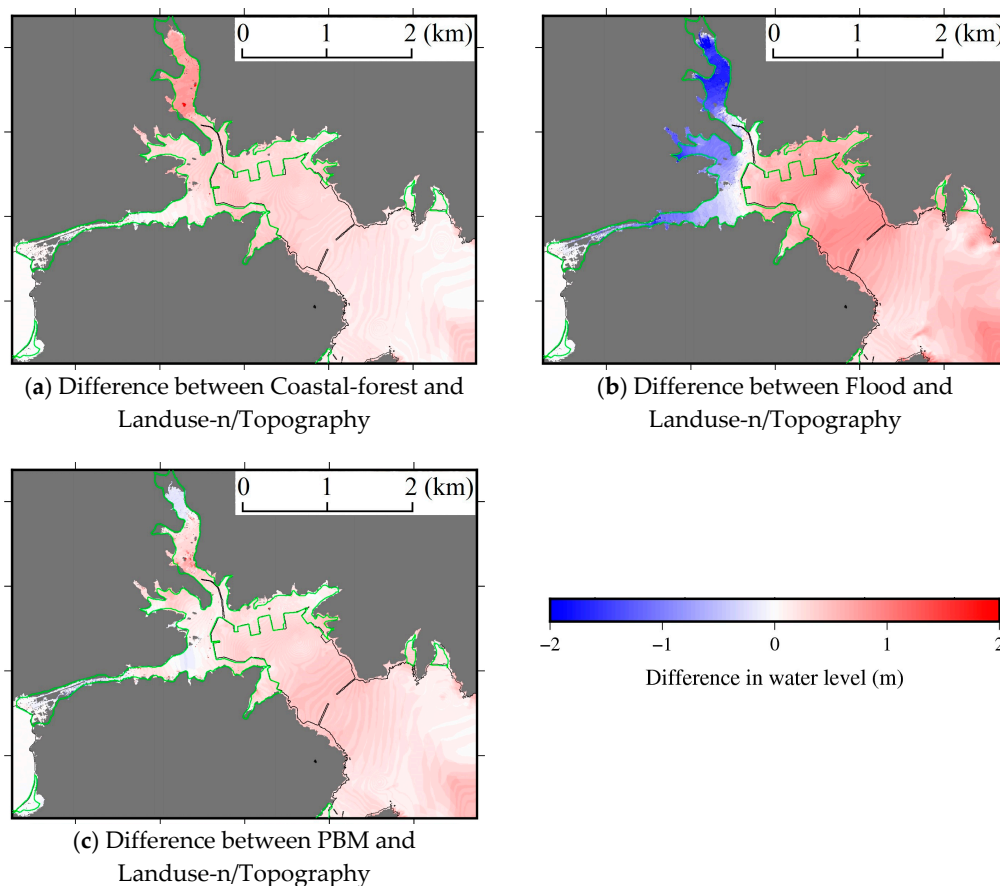 0 1 2 (km)
0 1 2 (km)
(a) Difference between Coastal-forest and
Landuse-n/Topography
(b) Difference between Flood and
Landuse-n/Topography
0 1 2 (km)
(c) Difference between PBM and
Landuse-n/Topography
−2 −1 0 1 2
Difference in water level (m)